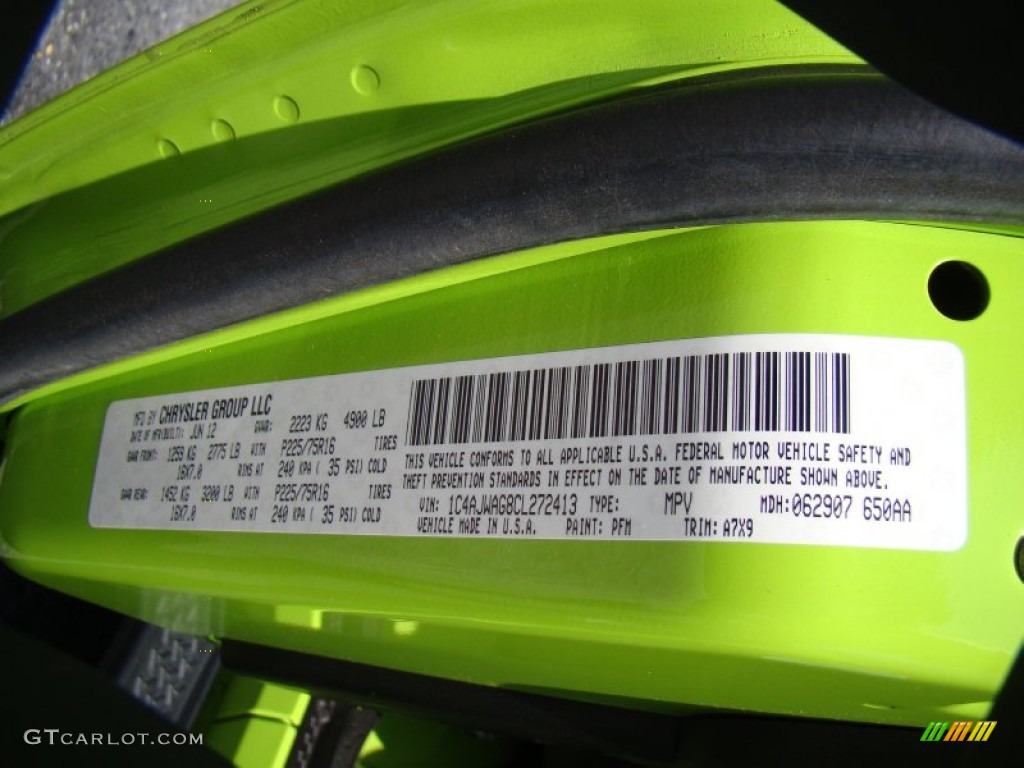 MFD BY CHRYSLER GROUP LLC
DATE OF MFR(BUILT): JUN 12 GVWR: 2223 KG 4900 LB
GAWR FRONT: 1259 KG 2775 LB WITH P225/75R16 TIRES
16X7.0 RIMS AT 240 KPA ( 35 PSI) COLD
GAWR REAR: 1452 KG 3200 LB WITH P225/75R16 TIRES
16X7.0 RIMS AT 240 KPA ( 35 PSI) COLD
THIS VEHICLE CONFORMS TO ALL APPLICABLE U.S.A. FEDERAL MOTOR VEHICLE SAFETY AND
THEFT PREVENTION STANDARDS IN EFFECT ON THE DATE OF MANUFACTURE SHOWN ABOVE.
VIN: 1C4AJWAG8CL272413 TYPE: MPV MDH:062907 650AA
VEHICLE MADE IN U.S.A. PAINT: PFM TRIM: A7X9
GTCARLOT.COM